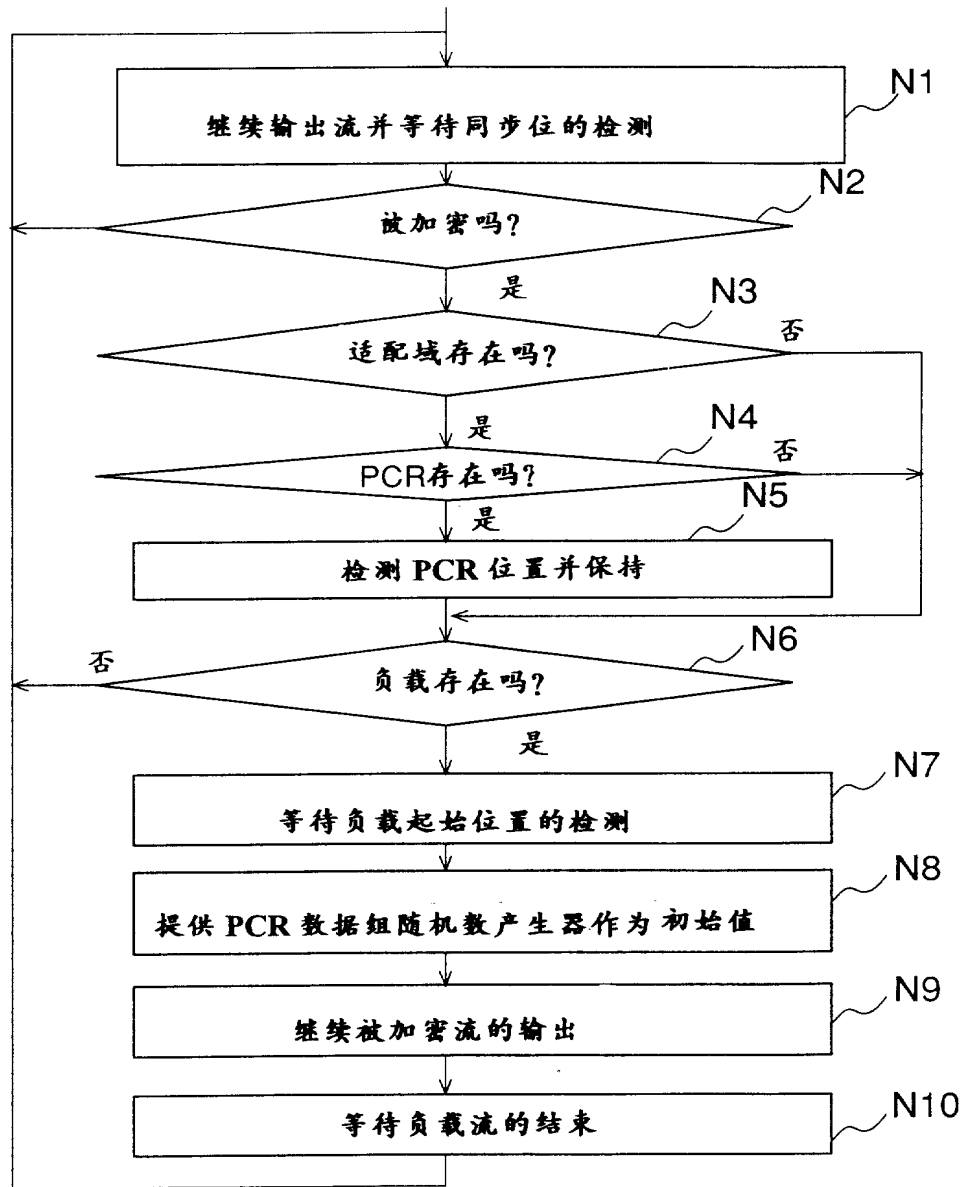 N1
继续输出流并等待同步位的检测
N2
被加密吗?
是
N3
适配域存在吗?
否
是
N4
PCR存在吗?
否
是
N5
检测 PCR 位置并保持
N6
负载存在吗?
否
是
N7
等待负载起始位置的检测
N8
提供 PCR 数据组随机数产生器作为初始值
N9
继续被加密流的输出
N10
等待负载流的结束